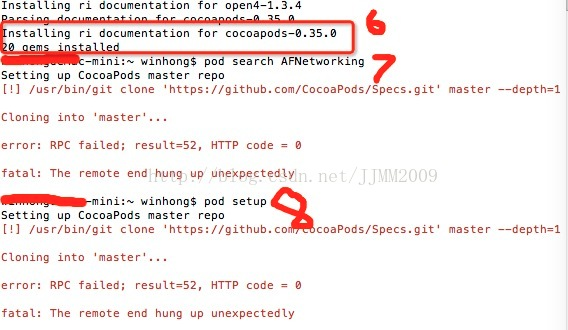 Installing ri documentation for open4-1.3.4
Parsing documentation for cocoapods-0.35.0
Installing ri documentation for cocoapods-0.35.0
6
20 gems installed
-mini:~ winhong$ pod search AFNetworking
7
Setting up CocoaPods master repo
[!] /usr/bin/git clone 'https://github.com/CocoaPods/Specs.git' master --depth=1
Cloning into 'master'...
error: RPC failed; result=52, HTTP code = 0
fatal: The remote end hung up unexpectedly
http://blog.csdn.net/JJMM2009
-mini:~ winhong$ pod setup
8
Setting up CocoaPods master repo
[!] /usr/bin/git clone 'https://github.com/CocoaPods/Specs.git' master --depth=1
Cloning into 'master'...
error: RPC failed; result=52, HTTP code = 0
fatal: The remote end hung up unexpectedly